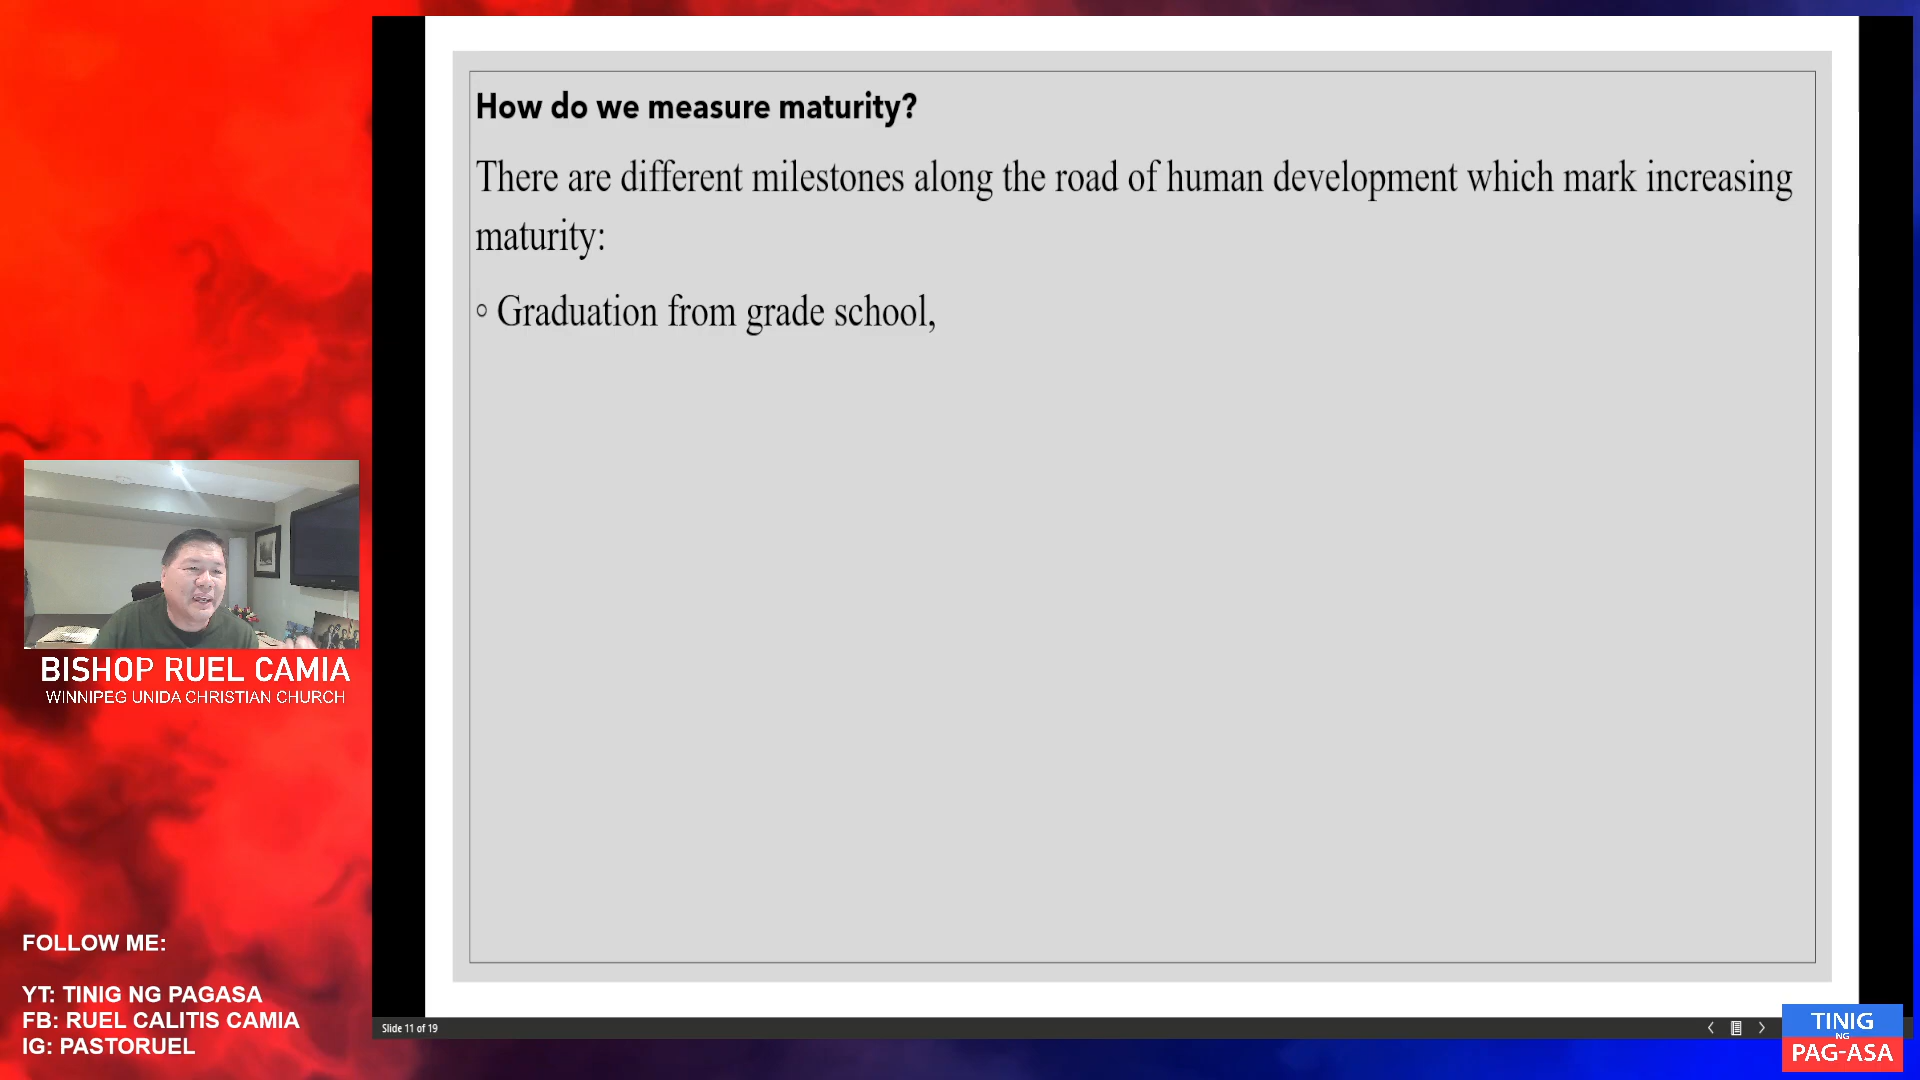 How do we measure maturity?
There are different milestones along the road of human development which mark increasing
maturity:
○ Graduation from grade school,
BISHOP RUEL CAMIA
WINNIPEG UNIDA CHRISTIAN CHURCH
FOLLOW ME:
YT: TINIG NG PAGASA
FB: RUEL CALITIS CAMIA
IG: PASTORUEL
Slide 11 of 19
TINIG
NG
PAG-ASA